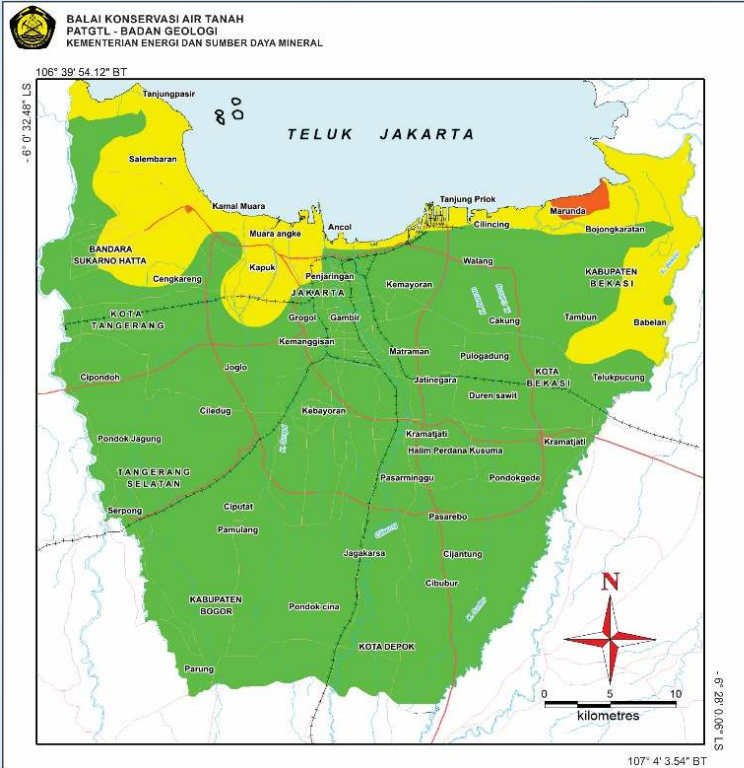 BALAI KONSERVASI AIR TANAH
PATGTL - BADAN GEOLOGI
KEMENTERIAN ENERGI DAN SUMBER DAYA MINERAL
106° 39' 54.12" BT
- 6° 0' 32.48" LS
Tanjungpasir
TELUK JAKARTA
Salembaran
Kamal Muara
Tanjung Priok
Marunda
Muara angke
Ancol
Cilincing
Bojongkaratan
BANDARA
SUKARNO HATTA
Cengkareng
Kapuk
Penjaringan
JAKARTA
Walang
Kemayoran
KABUPATEN
BEKASI
K. Bekasi
KOTA
TANGERANG
Grogol
Gambir
Cakung
Tambun
Babelan
Kemanggisan
Matraman
Pulogadung
Cipondoh
Joglo
Jatinegara
KOTA
BEKASI
Telukpucung
Duren sawit
Ciledug
Kebayoran
Pondok Jagung
Kramatjati
Kramatjati
Halim Perdana Kusuma
TANGERANG
SELATAN
Pasarminggu
Pondokgede
Serpong
Ciputat
Pasarebo
Pamulang
Ciliwung
Jagakarsa
Cijantung
Cibubur
KABUPATEN
BOGOR
Pondok cina
K. Sunter
KOTA DEPOK
Parung
N
0 5 10
kilometres
- 6° 28' 0.06" LS
107° 4' 3.54" BT